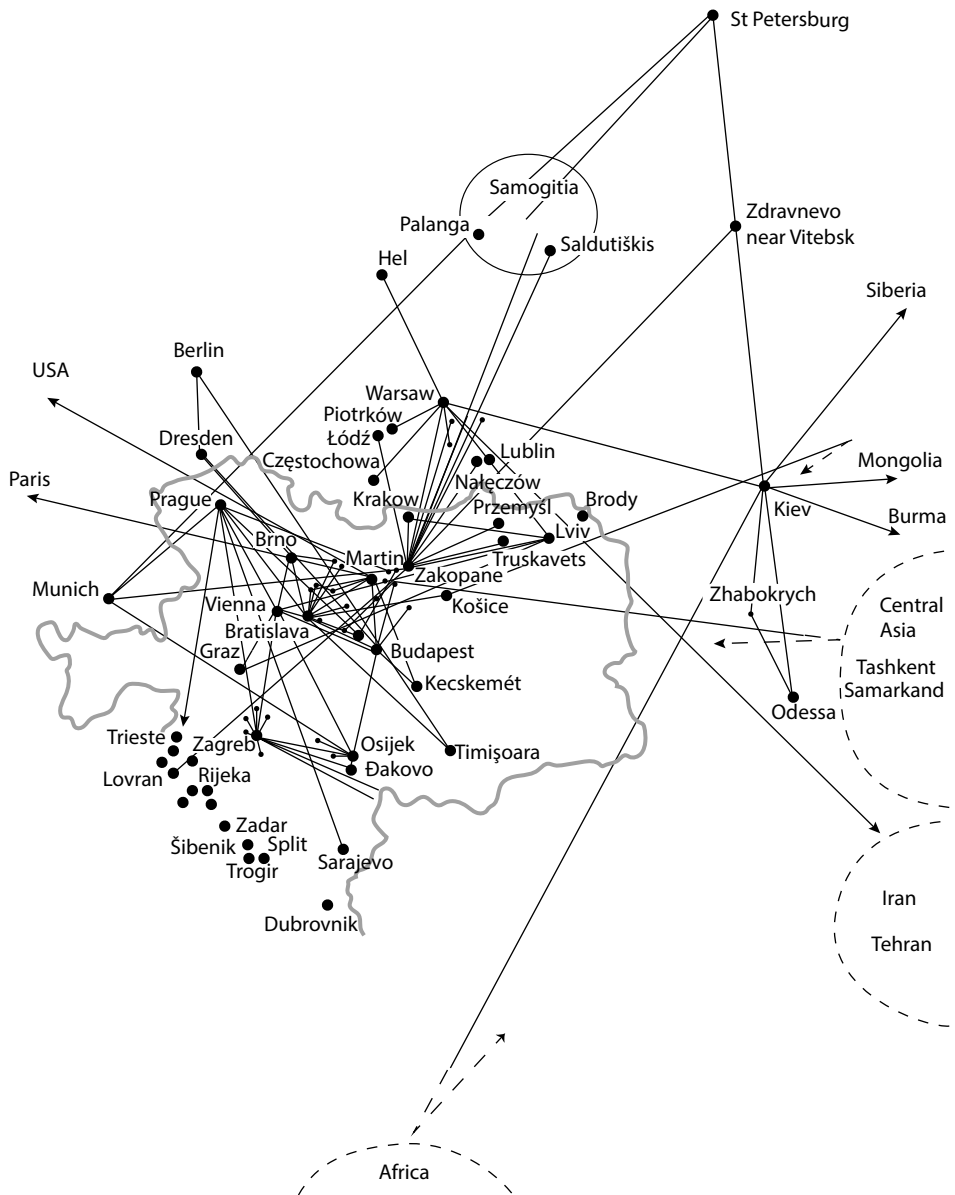 St Petersburg
Samogitia
Palanga
Zdravnevo
near Vitebsk
Saldutiškis
Hel
Siberia
Berlin
USA
Warsaw
Piotrków
Łódź
Dresden
Lublin
Częstochowa
Mongolia
Paris
Nałęczów
Prague
Krakow
Przemyśl
Brody
Kiev
Burma
Lviv
Brno
Martin
Truskavets
Zakopane
Munich
Zhabokrych
Central
Asia
Vienna
Košice
Bratislava
Graz
Budapest
Tashkent
Samarkand
Kecskemét
Odessa
Trieste
Zagreb
Osijek
Timişoara
Đakovo
Lovran
Rijeka
Zadar
Šibenik
Split
Trogir
Sarajevo
Iran
Dubrovnik
Tehran
Africa